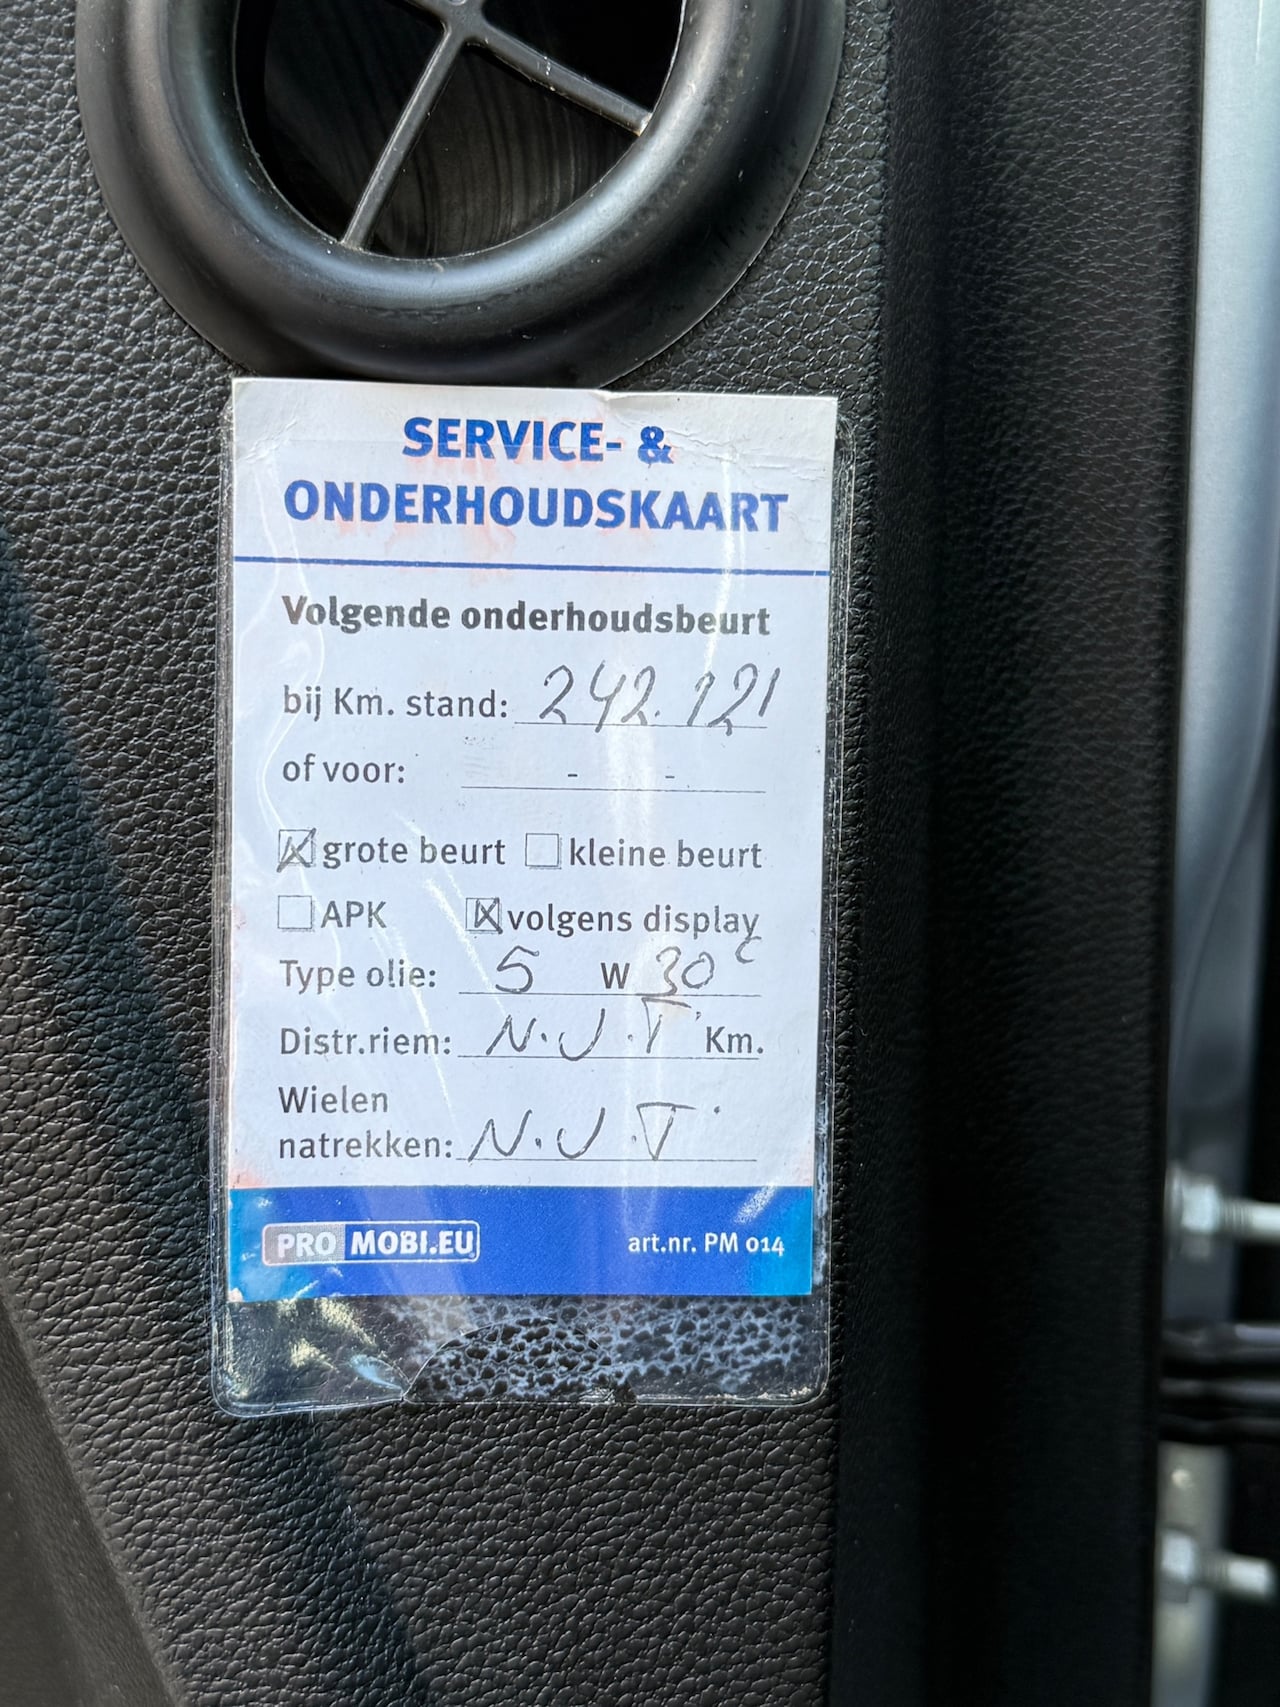 SERVICE- &
ONDERHOUDSKAART
Volgende onderhoudsbeurt
bij Km. stand: 242.121
of voor: - -
grote beurt kleine beurt
APK volgens display
Type olie: 5 W 30 C
Distr.riem: N.V.T. Km.
Wielen
natrekken: N.V.T.
PRO MOBI.EU art.nr. PM 014